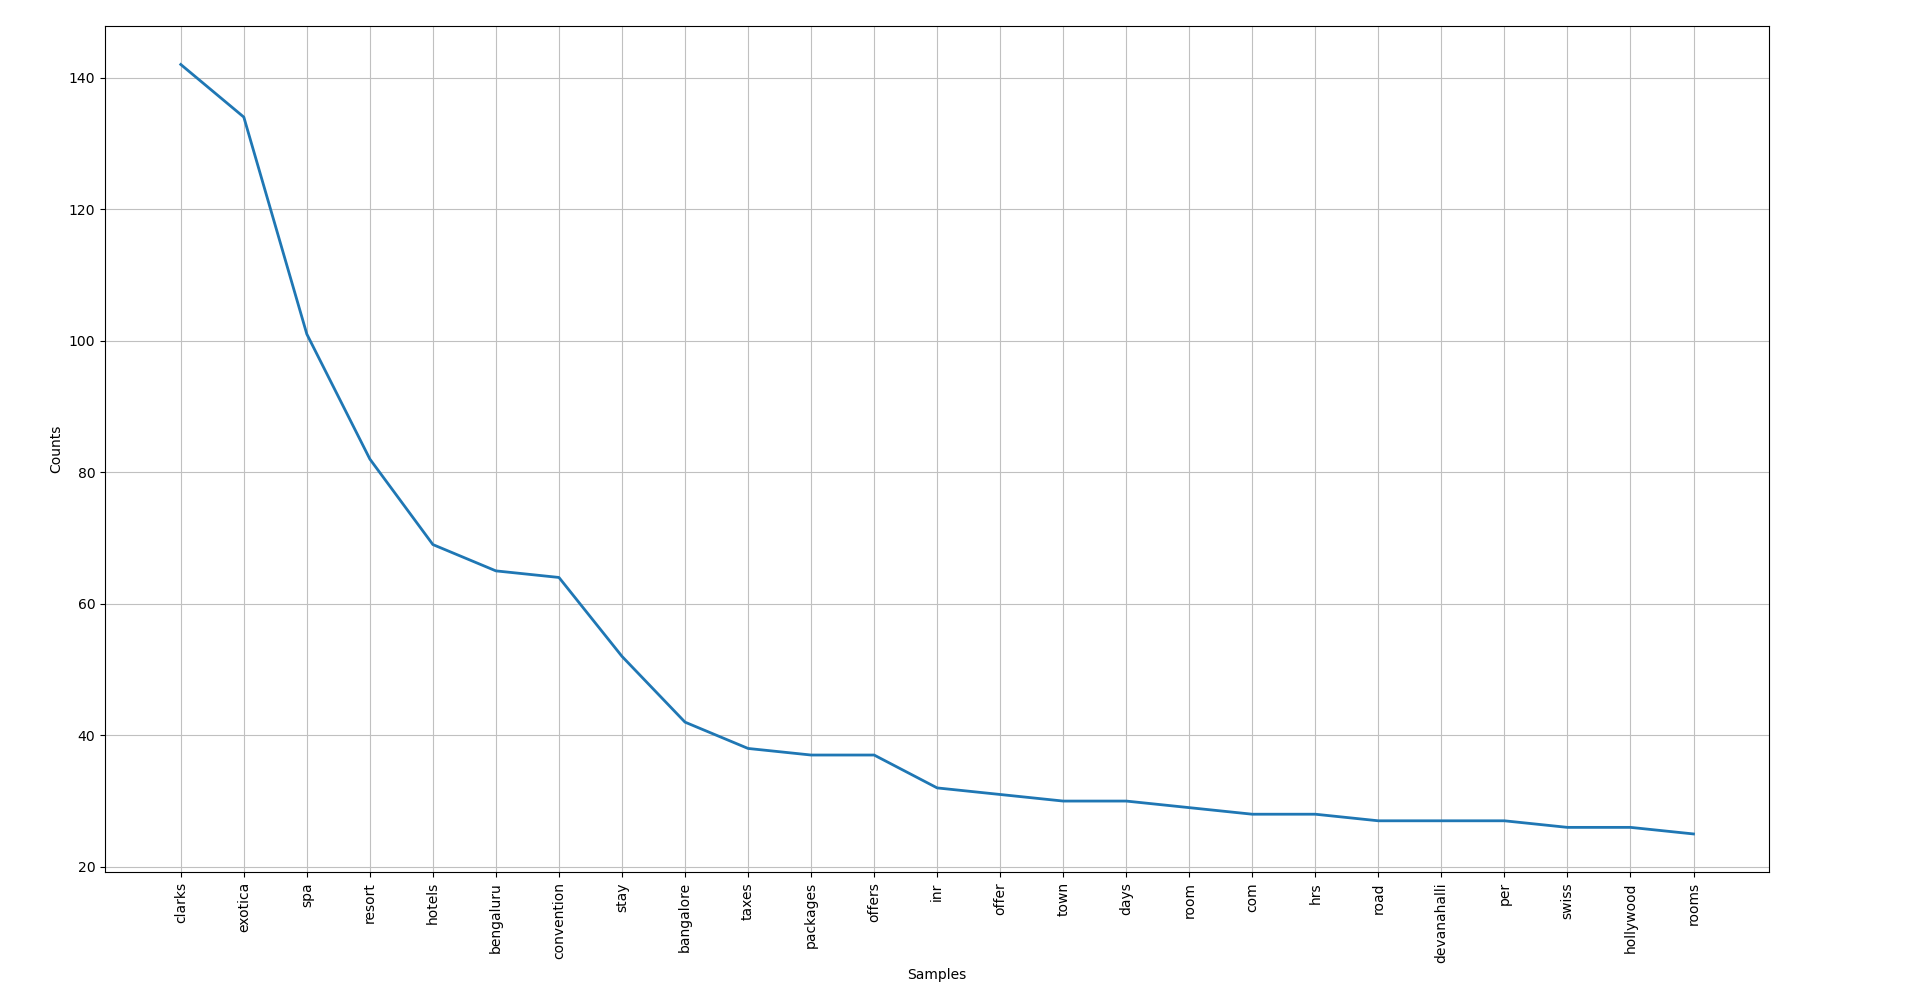 140
120
100
80
60
40
20
Counts
clarks
exotica
spa
resort
hotels
bengaluru
convention
stay
bangalore
taxes
packages
offers
inr
offer
town
days
room
com
hrs
road
devanahalli
per
swiss
hollywood
rooms
Samples